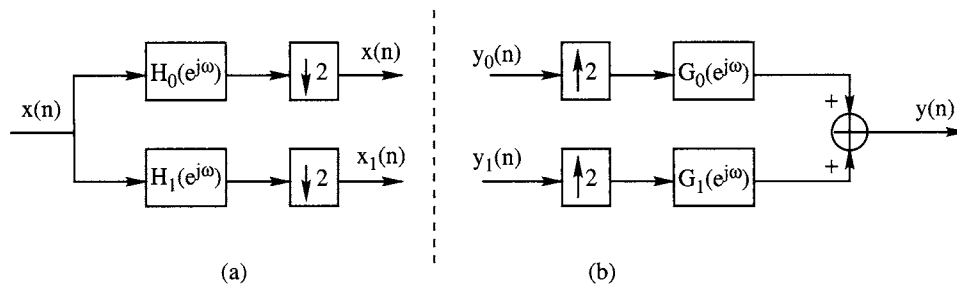 x(n)
H₀(e^jω)
↓2
x(n)
H₁(e^jω)
↓2
x₁(n)
(a)
y₀(n)
↑2
G₀(e^jω)
+
y₁(n)
↑2
G₁(e^jω)
+
y(n)
(b)